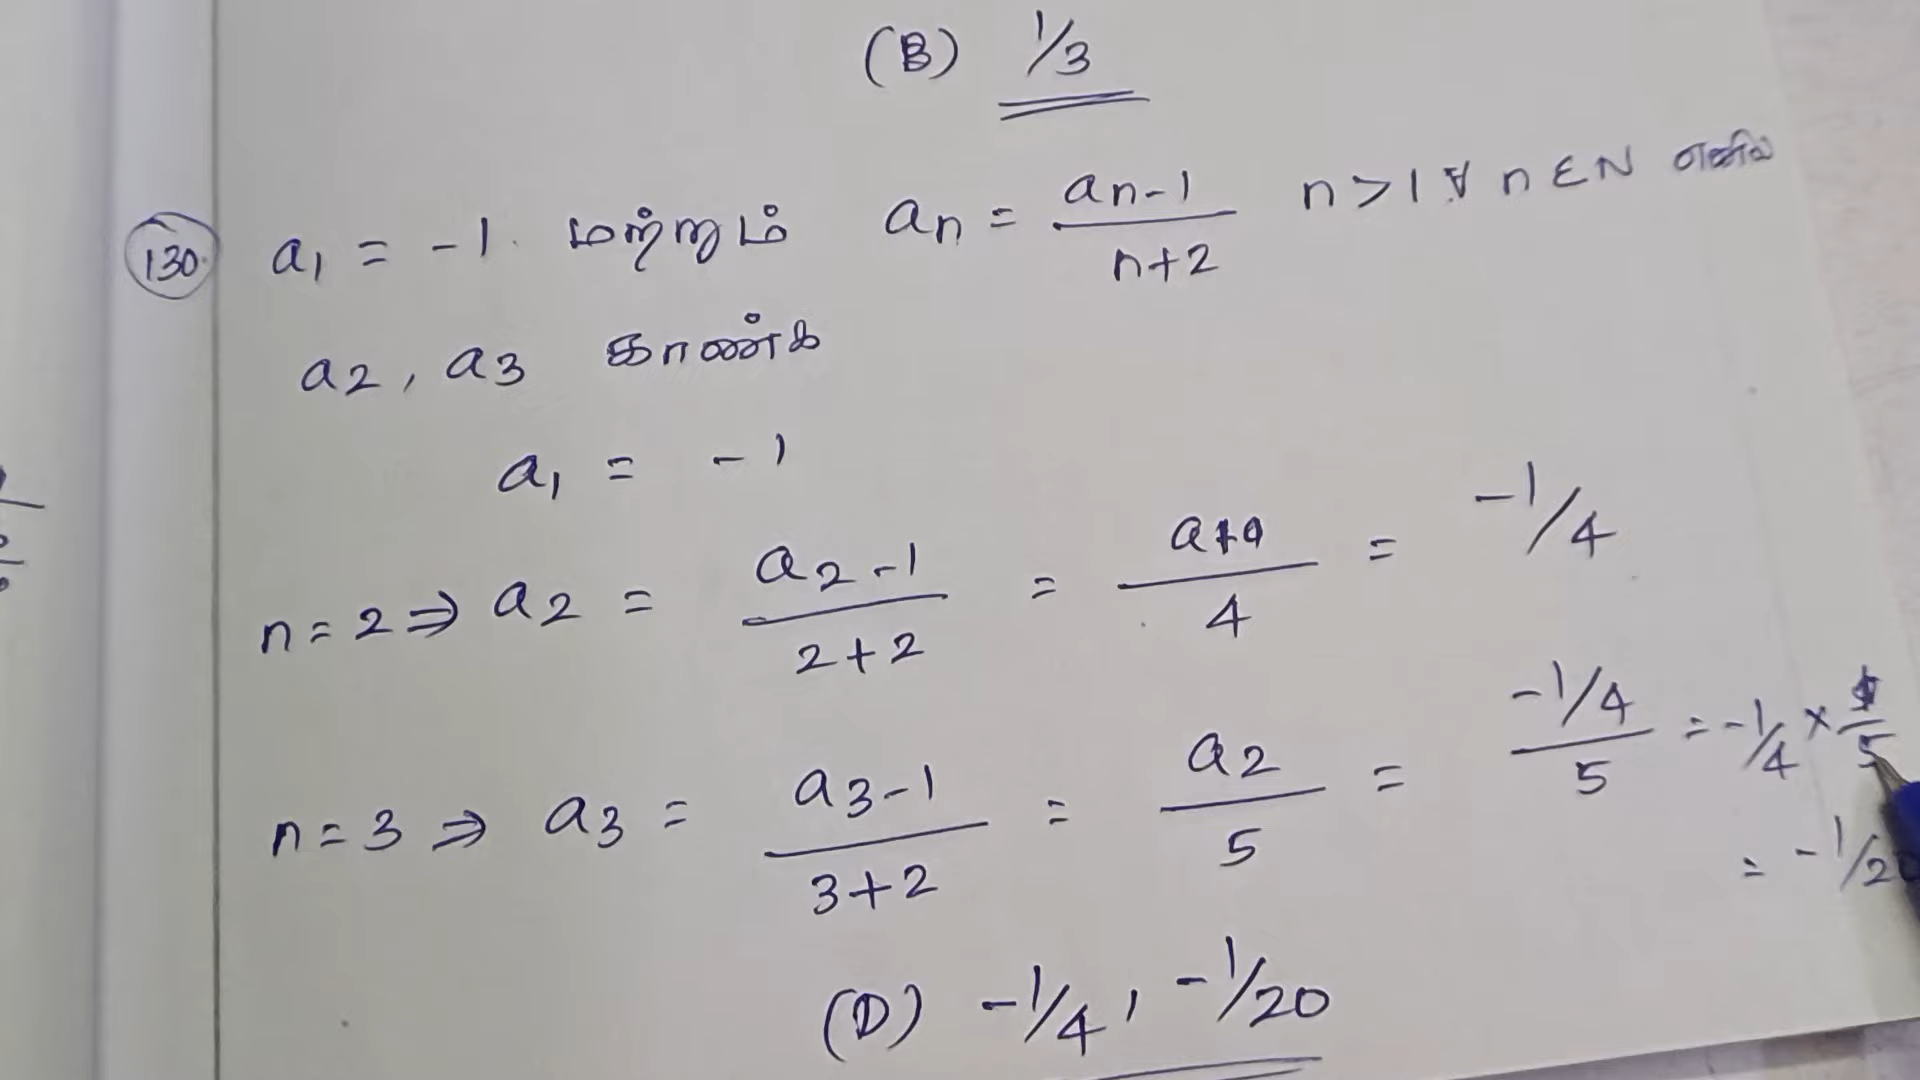 (B) 1/3
130. a1 = -1. மற்றும் an = an-1 / n+2 n>1 ∀ n ∈ N எனில்
a2, a3 காண்க
a1 = -1
n=2 ⇒ a2 = a2-1 / 2+2 = / 4 = -1/4
n=3 ⇒ a3 = a3-1 / 3+2 = a2 / 5 = -1/4 / 5 = -1/4 × / 5
= -1/20
(D) -1/4, -1/20